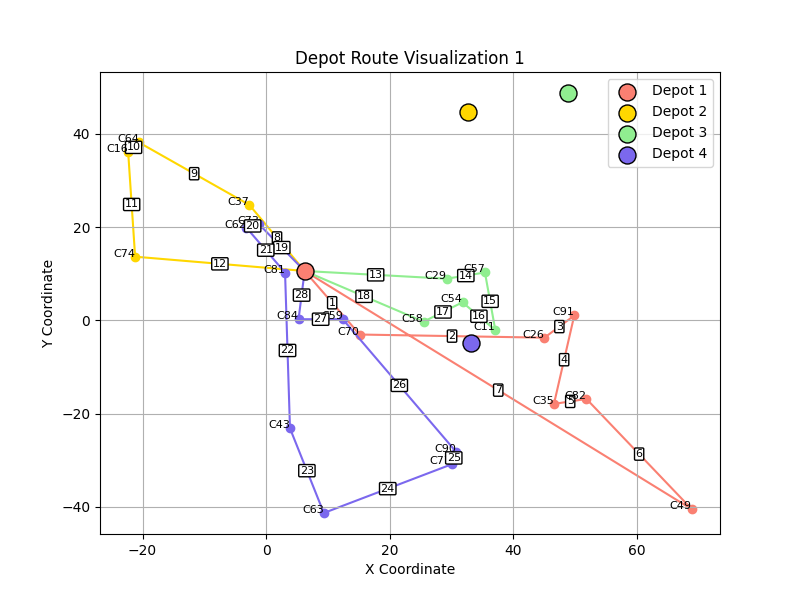 Depot Route Visualization 1
Depot 1
Depot 2
Depot 3
Depot 4
Y Coordinate
40
20
0
−20
−40
−20
0
20
40
60
X Coordinate
C64
C16
10
9
11
C37
C73
C62
20
8
21
19
C74
12
C81
13
C29
14
C57
28
1
18
C54
15
17
16
C84
27
C59
C58
C11
C91
3
C70
2
C26
22
4
7
26
C35
5
C82
C43
C90
C7
25
23
24
6
C63
C49